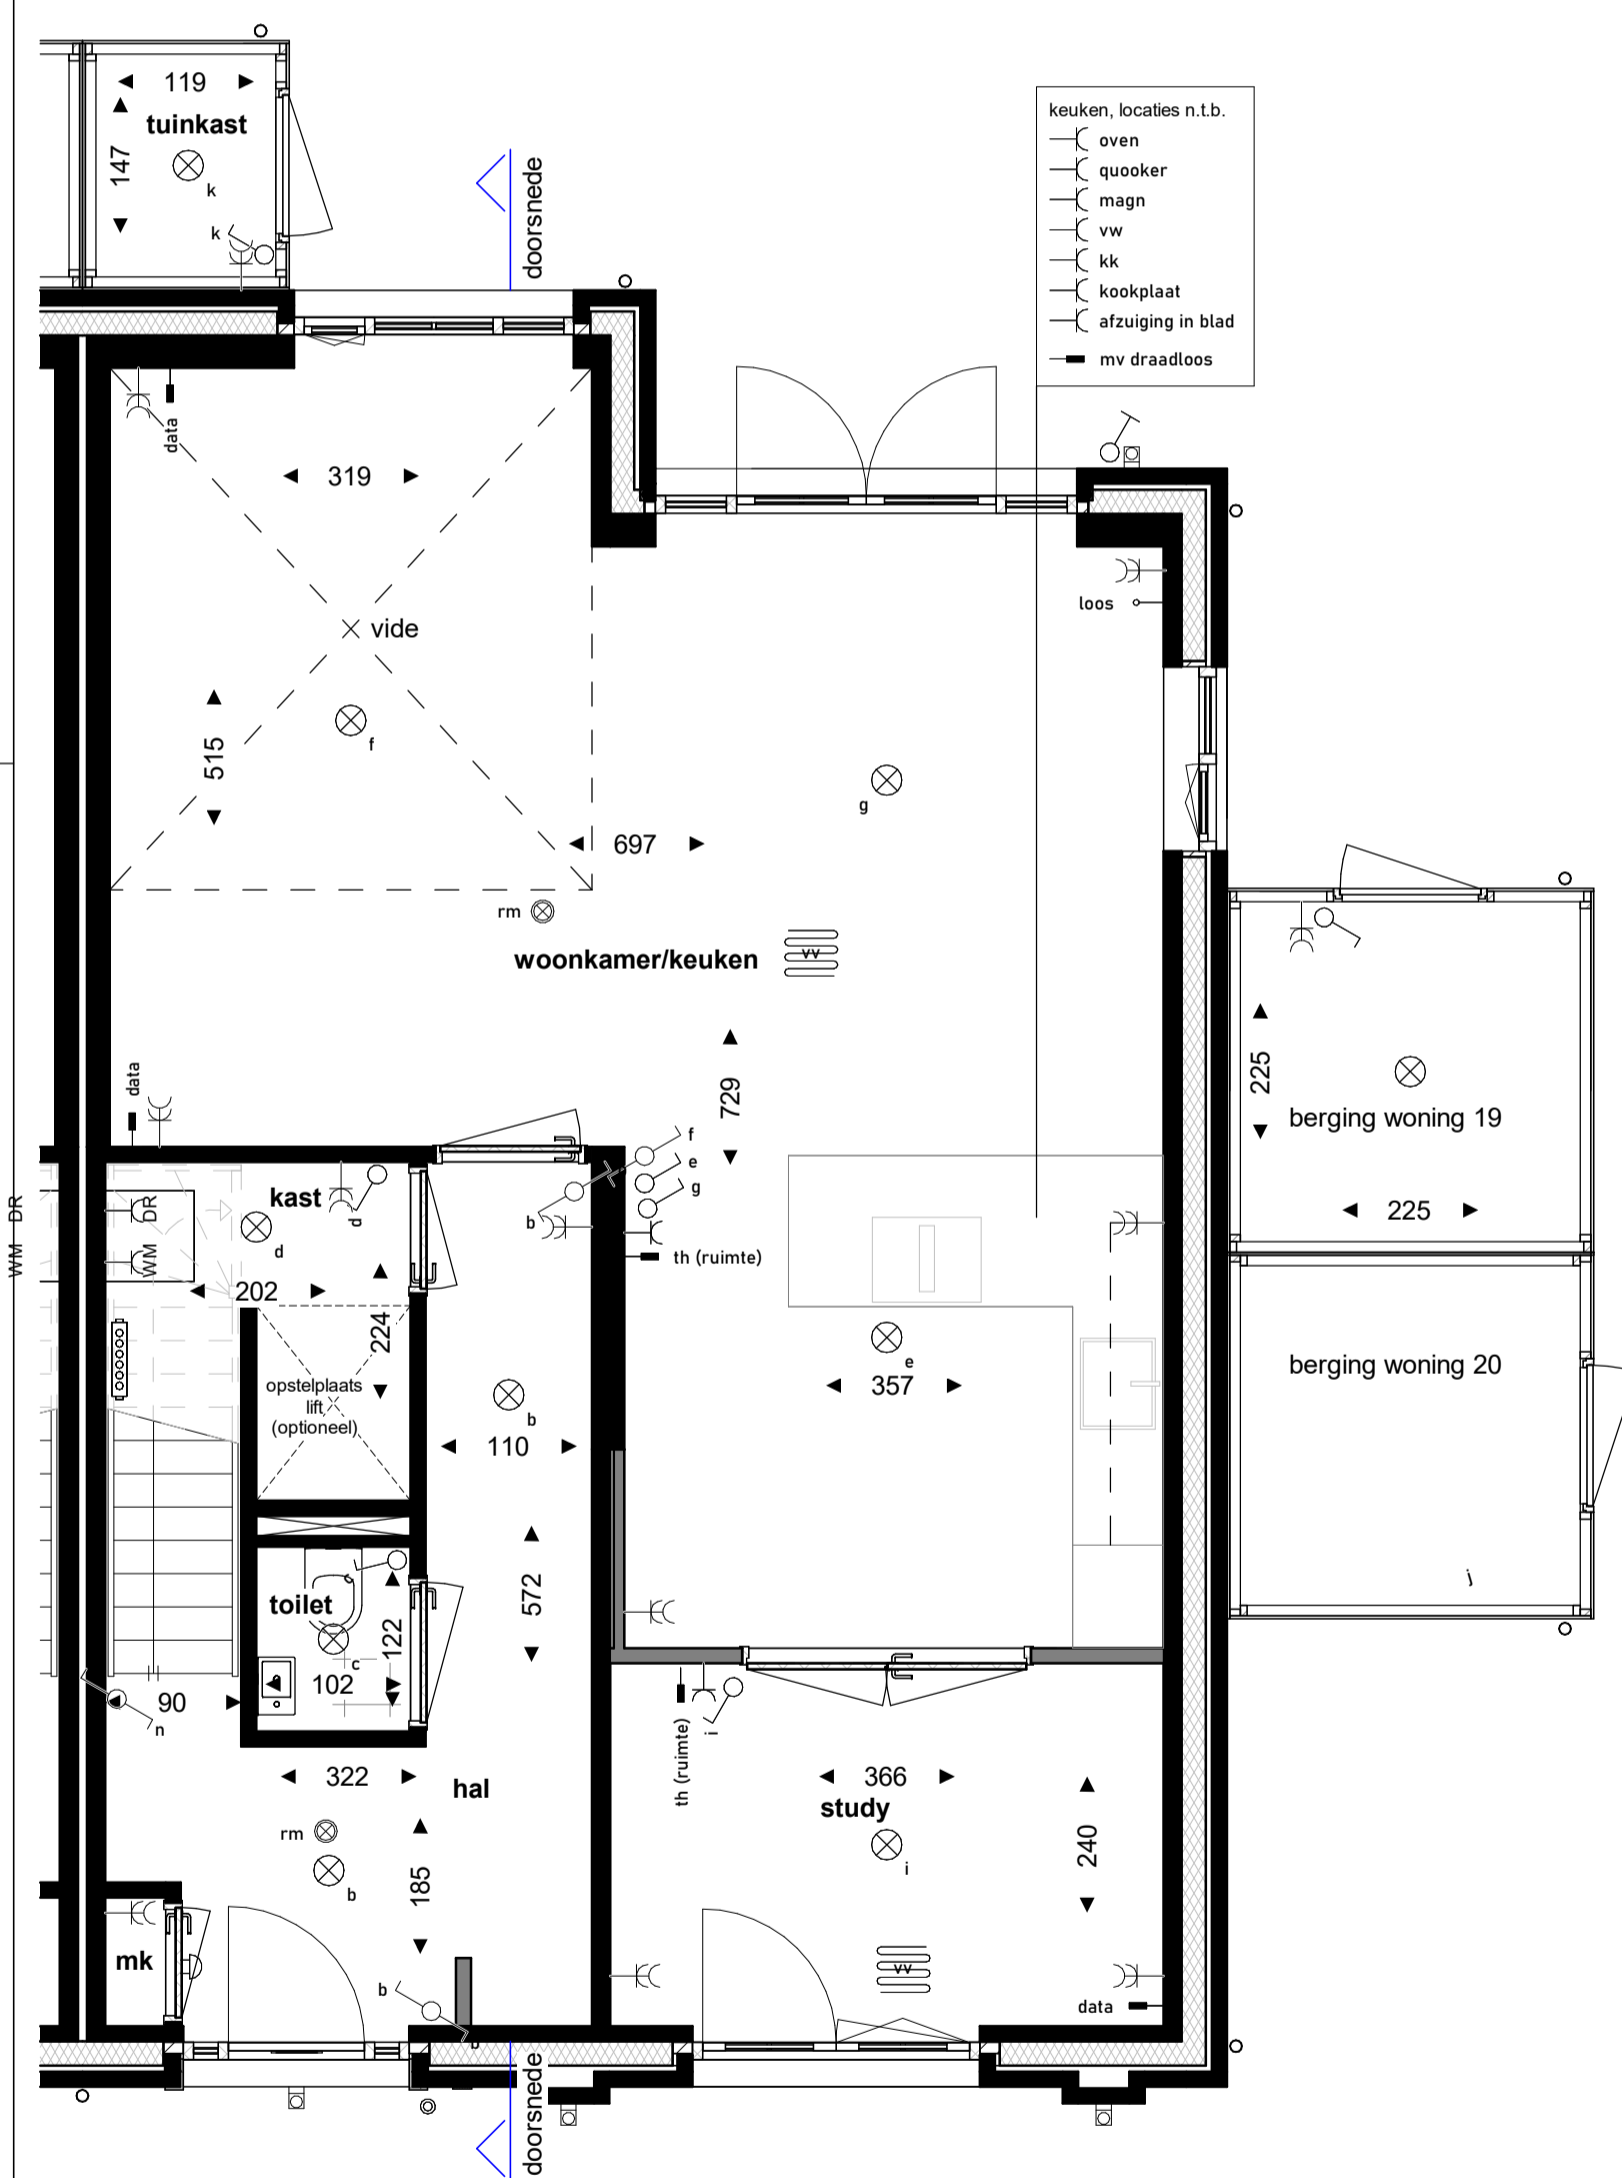 119
tuinkast
147
k
k
doorsnede
keuken, locaties n.t.b.
oven
quooker
magn
vw
kk
kookplaat
afzuiging in blad
mv draadloos
data
319
loos
vide
f
515
g
697
rm
woonkamer/keuken
vv
225
berging woning 19
225
data
729
f
e
g
b
th (ruimte)
kast
d
d
WM DR
WM DR
202
224
opstelplaats
lift
(optioneel)
e
357
b
110
berging woning 20
j
572
toilet
c
122
c
102
90
n
th (ruimte)
i
322
hal
366
study
i
240
rm
b
185
mk
b
b
vv
data
doorsnede